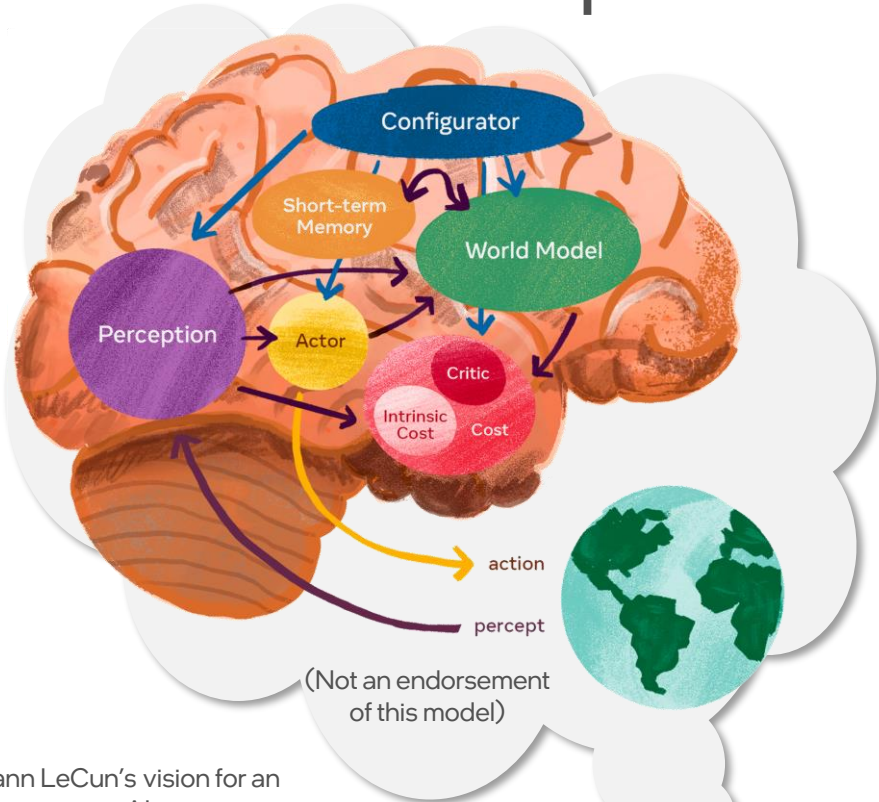 Configurator
Short-term
Memory
World Model
Perception
Actor
Critic
Intrinsic
Cost
Cost
action
percept
(Not an endorsement
of this model)
LeCun's vision for an